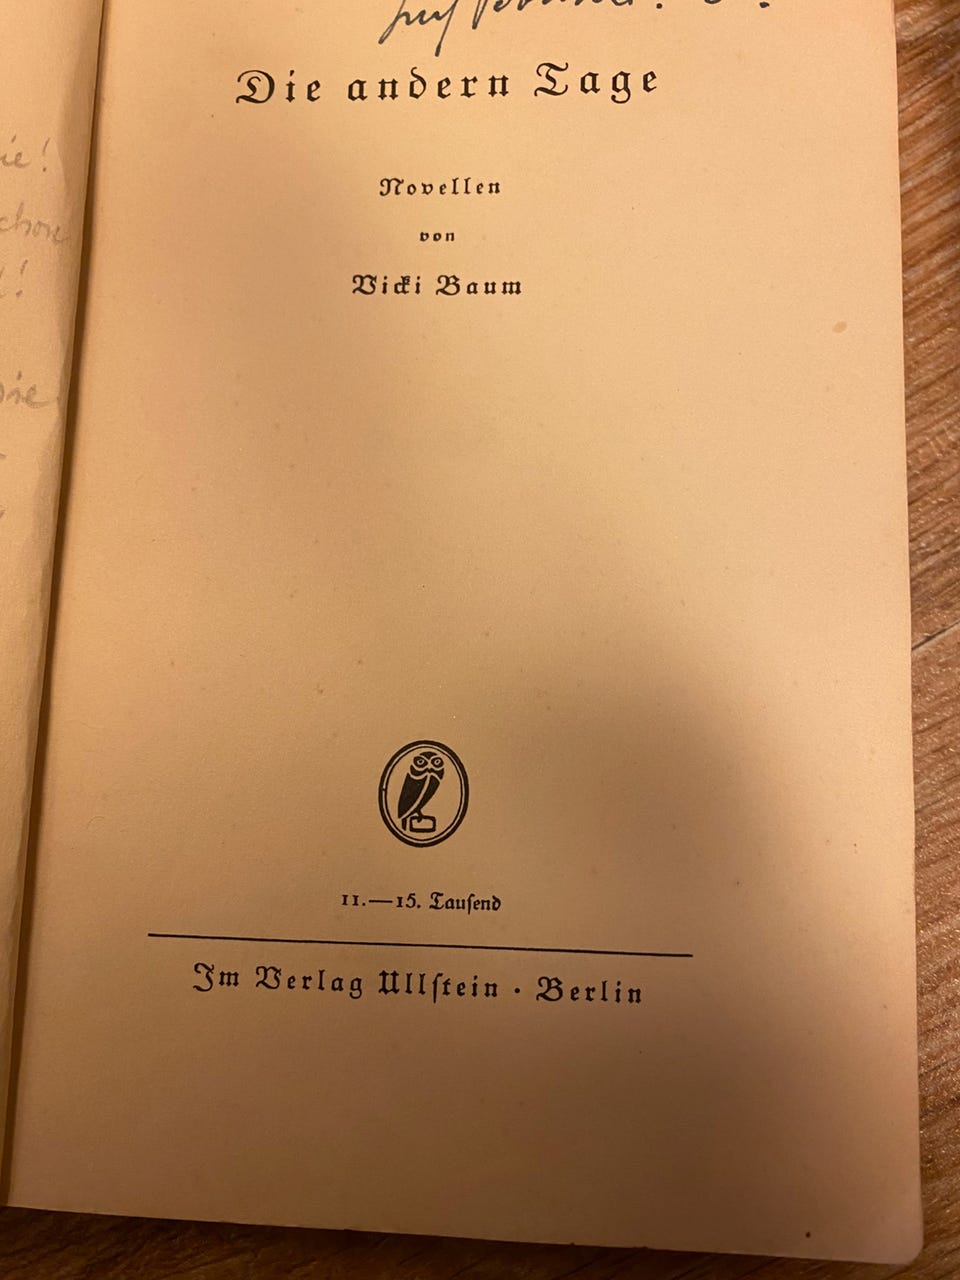 Die andern Tage
Novellen
von
Vicki Baum
11.—15. Tauſend
Im Verlag Ullſtein · Berlin